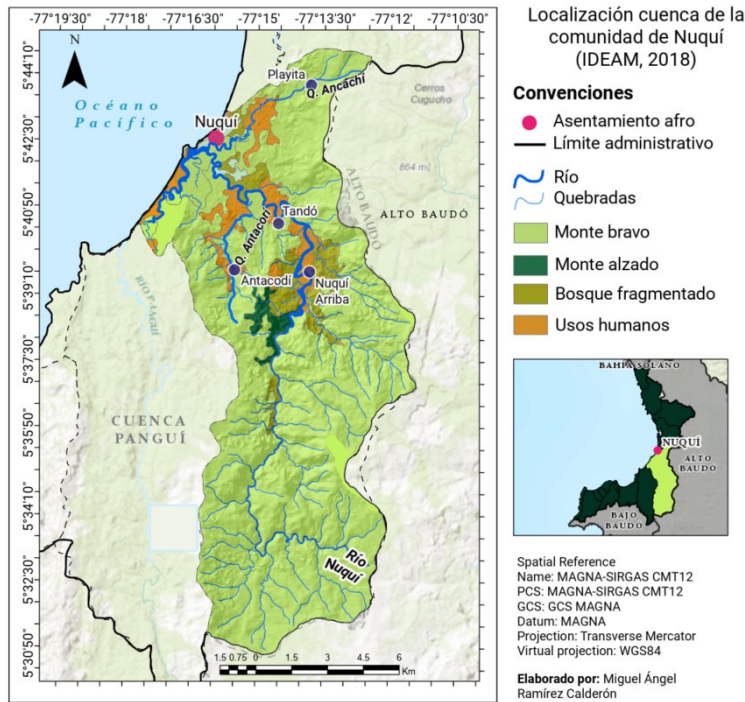 -77°19'30" -77°18' -77°16'30" -77°15' -77°13'30" -77°12' -77°10'30"
5°44'10"
5°42'30"
5°40'50"
5°39'10"
5°37'30"
5°35'50"
5°34'10"
5°32'30"
5°30'50"
N
Océano
Pacífico
Playita
Q. Ancachí
Cerros
Cugucho
Nuquí
864 m
ALTO BAUDÓ
ALTO BAUDÓ
Tandó
Q. Antacorí
Antacodí
Nuquí
Arriba
CUENCA
PANGUÍ
Río
Nuquí
1.5 0.75 0 1.5 3 4.5 6
Km
Localización cuenca de la
comunidad de Nuquí
(IDEAM, 2018)
Convenciones
Asentamiento afro
Límite administrativo
Río
Quebradas
Monte bravo
Monte alzado
Bosque fragmentado
Usos humanos
BAHÍA SOLANO
NUQUÍ
ALTO
BAUDO
BAJO
BAUDO
Spatial Reference
Name: MAGNA-SIRGAS CMT12
PCS: MAGNA-SIRGAS CMT12
GCS: GCS MAGNA
Datum: MAGNA
Projection: Transverse Mercator
Virtual projection: WGS84
Elaborado por: Miguel Ángel
Ramírez Calderón